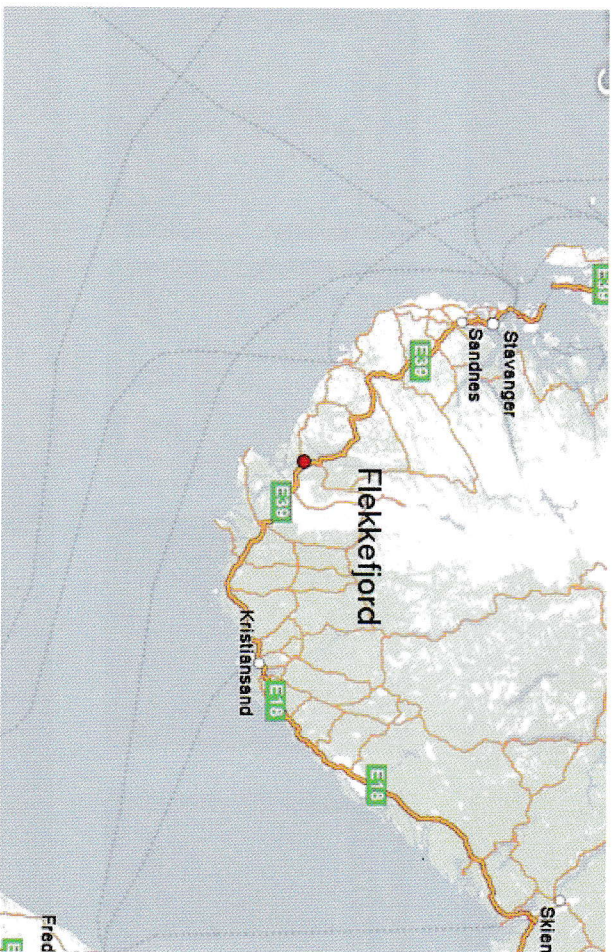 E39
Skien
Stavanger
Sandnes
E39
E18
Flekkefjord
E39
E18
Kristiansand
Fred
E